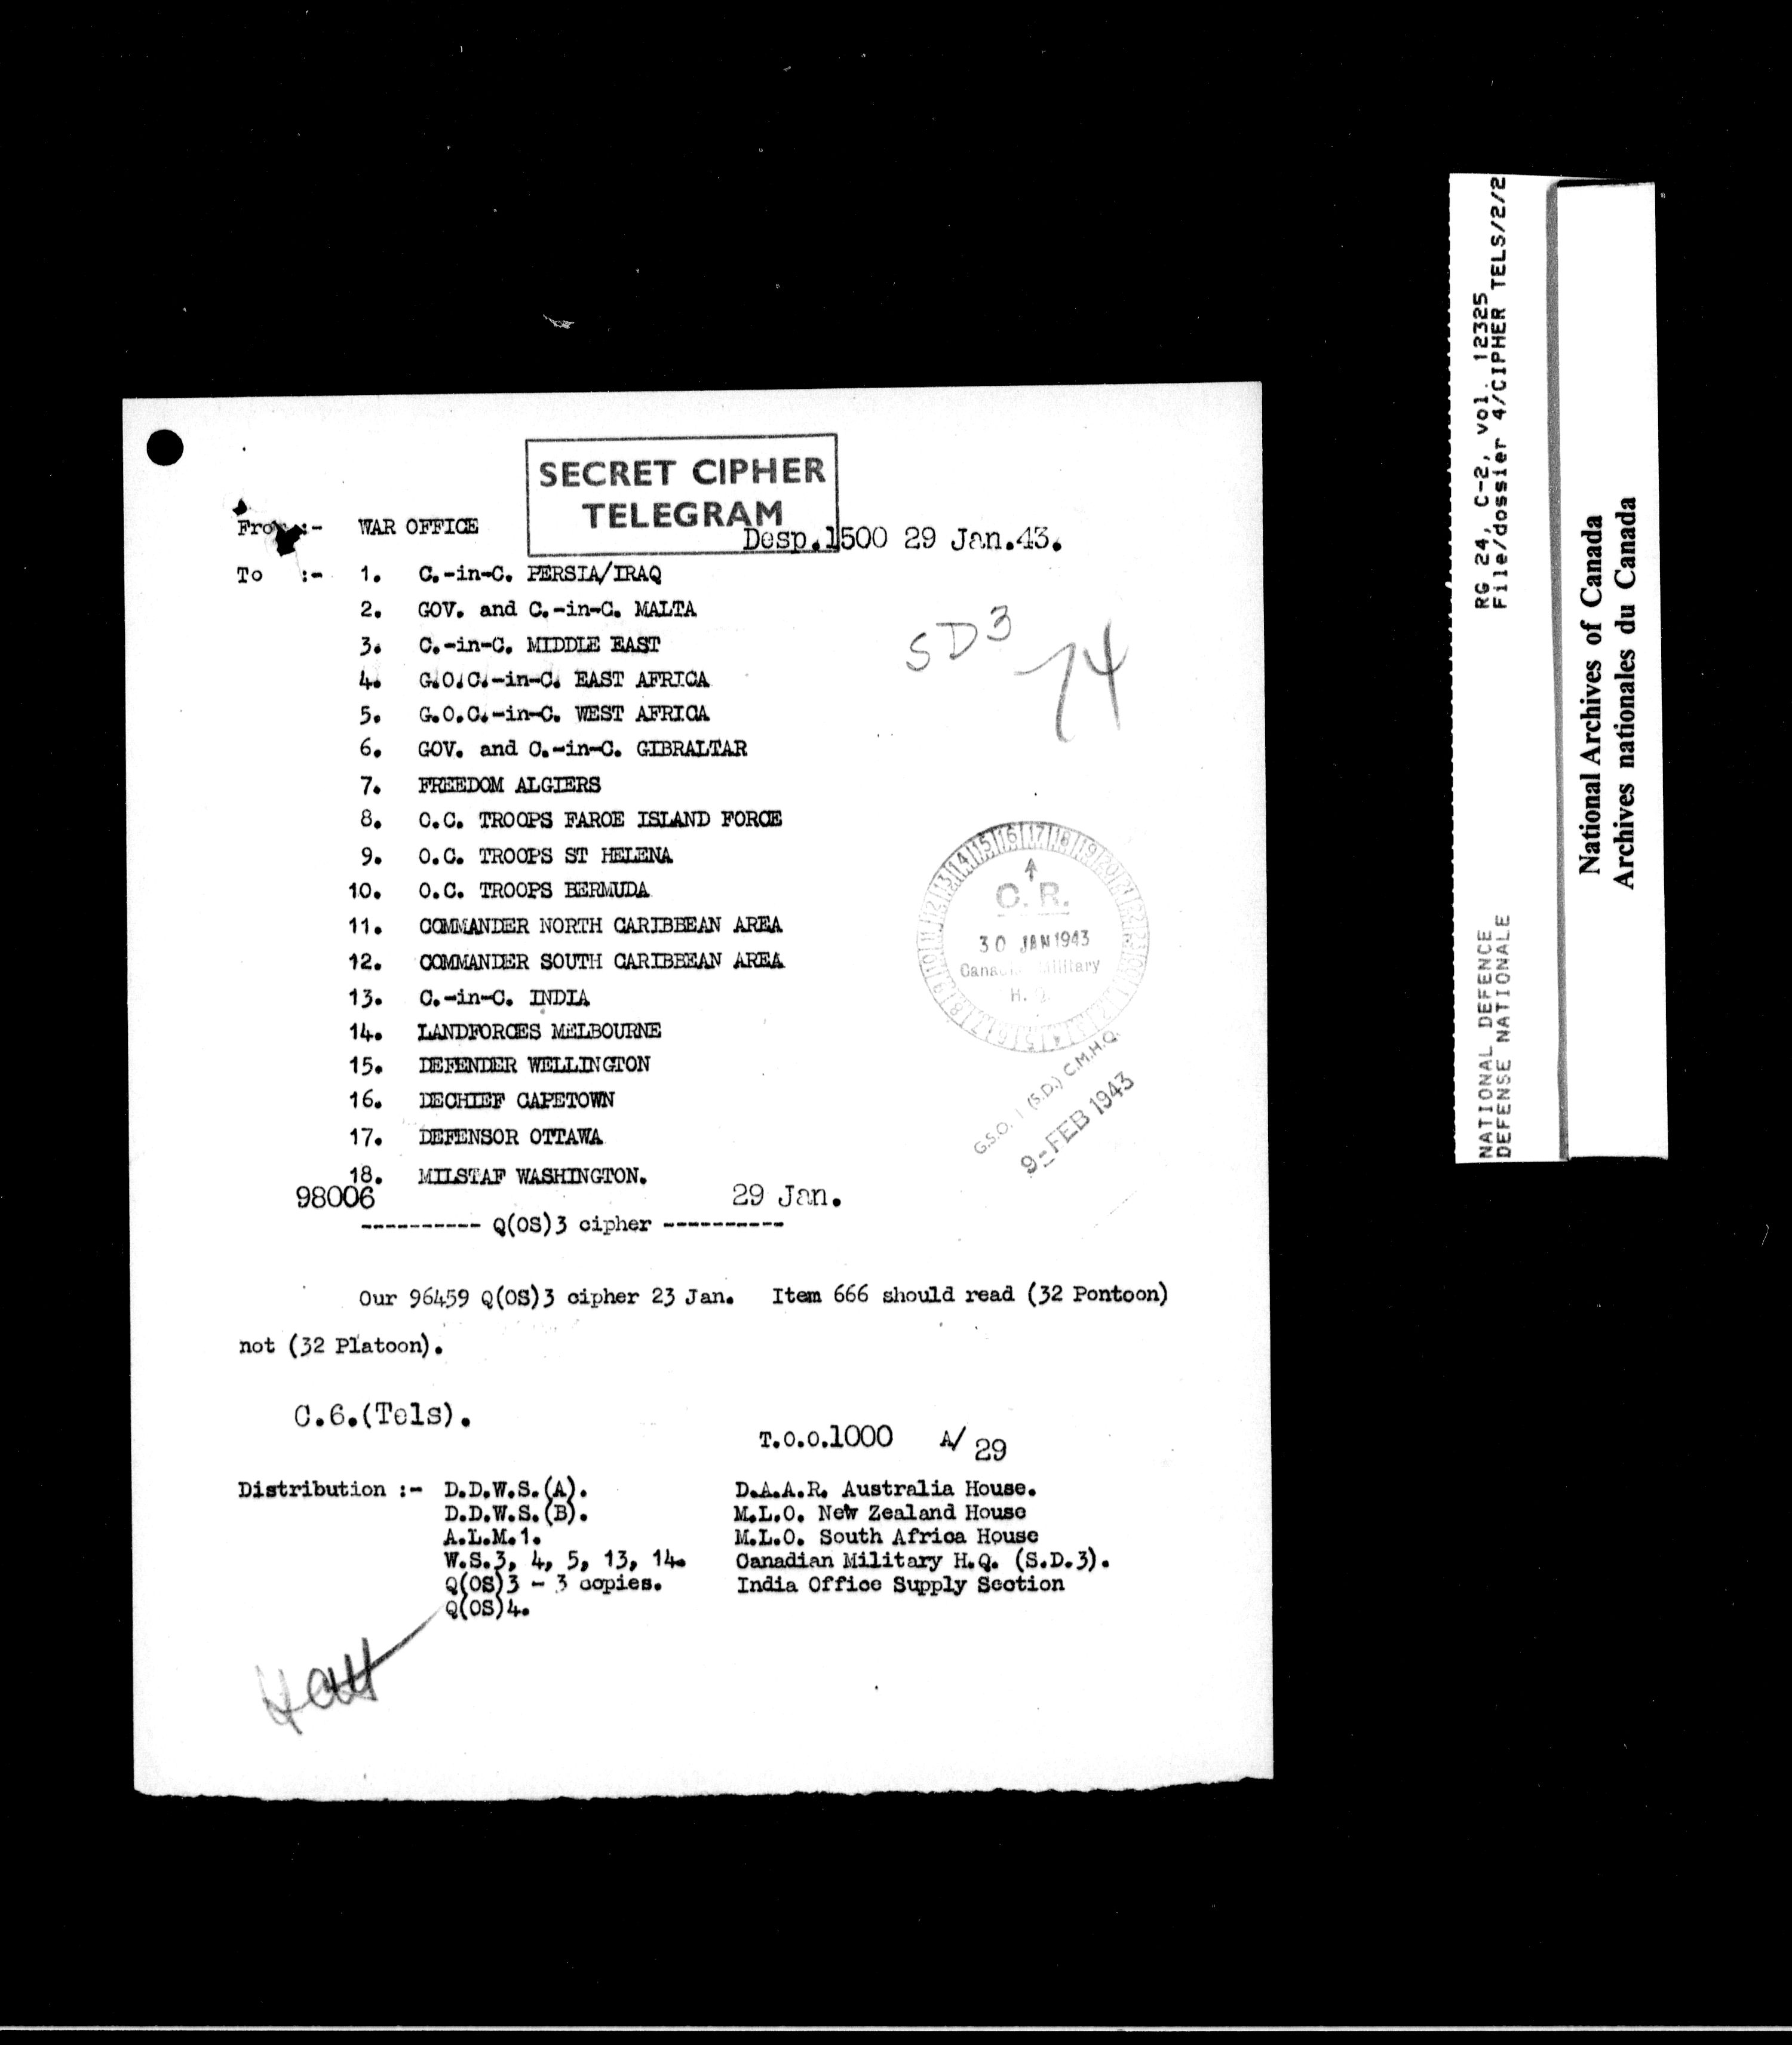 SECRET CIPHER
TELEGRAM
From :- WAR OFFICE
Desp.1500 29 Jan.43.
To :- 1. C.-in-C. PERSIA/IRAQ
2. GOV. and C.-in-C. MALTA
3. C.-in-C. MIDDLE EAST
4. G.O.C.-in-C. EAST AFRICA
5. G.O.C.-in-C. WEST AFRICA
6. GOV. and C.-in-C. GIBRALTAR
7. FREEDOM ALGIERS
8. O.C. TROOPS FAROE ISLAND FORCE
9. O.C. TROOPS ST HELENA
10. O.C. TROOPS BERMUDA
11. COMMANDER NORTH CARIBBEAN AREA
12. COMMANDER SOUTH CARIBBEAN AREA
13. C.-in-C. INDIA
14. LANDFORCES MELBOURNE
15. DEFENDER WELLINGTON
16. DECHIEF CAPETOWN
17. DEFENSOR OTTAWA
18. MILSTAF WASHINGTON.
SD3
74
C.R.
30 JAN 1943
Military
H.
G.S.O. 1 (S.D.) C.M.H.Q.
9-FEB 1943
98006 29 Jan.
---------- Q(OS)3 cipher ----------
Our 96459 Q(OS)3 cipher 23 Jan. Item 666 should read (32 Pontoon)
not (32 Platoon).
C.6.(Tels).
T.O.O.1000 A/ 29
Distribution :- D.D.W.S.(A). D.A.A.R. Australia House.
D.D.W.S.(B). M.L.O. New Zealand House
A.L.M.1. M.L.O. South Africa House
W.S.3, 4, 5, 13, 14. Canadian Military H.Q. (S.D.3).
Q(OS)3 - 3 copies. India Office Supply Section
Q(OS)4.
RG 24, C-2, vol. 12325
File/dossier 4/CIPHER TELS/2/2
NATIONAL DEFENCE
DEFENSE NATIONALE
National Archives of Canada
Archives nationales du Canada